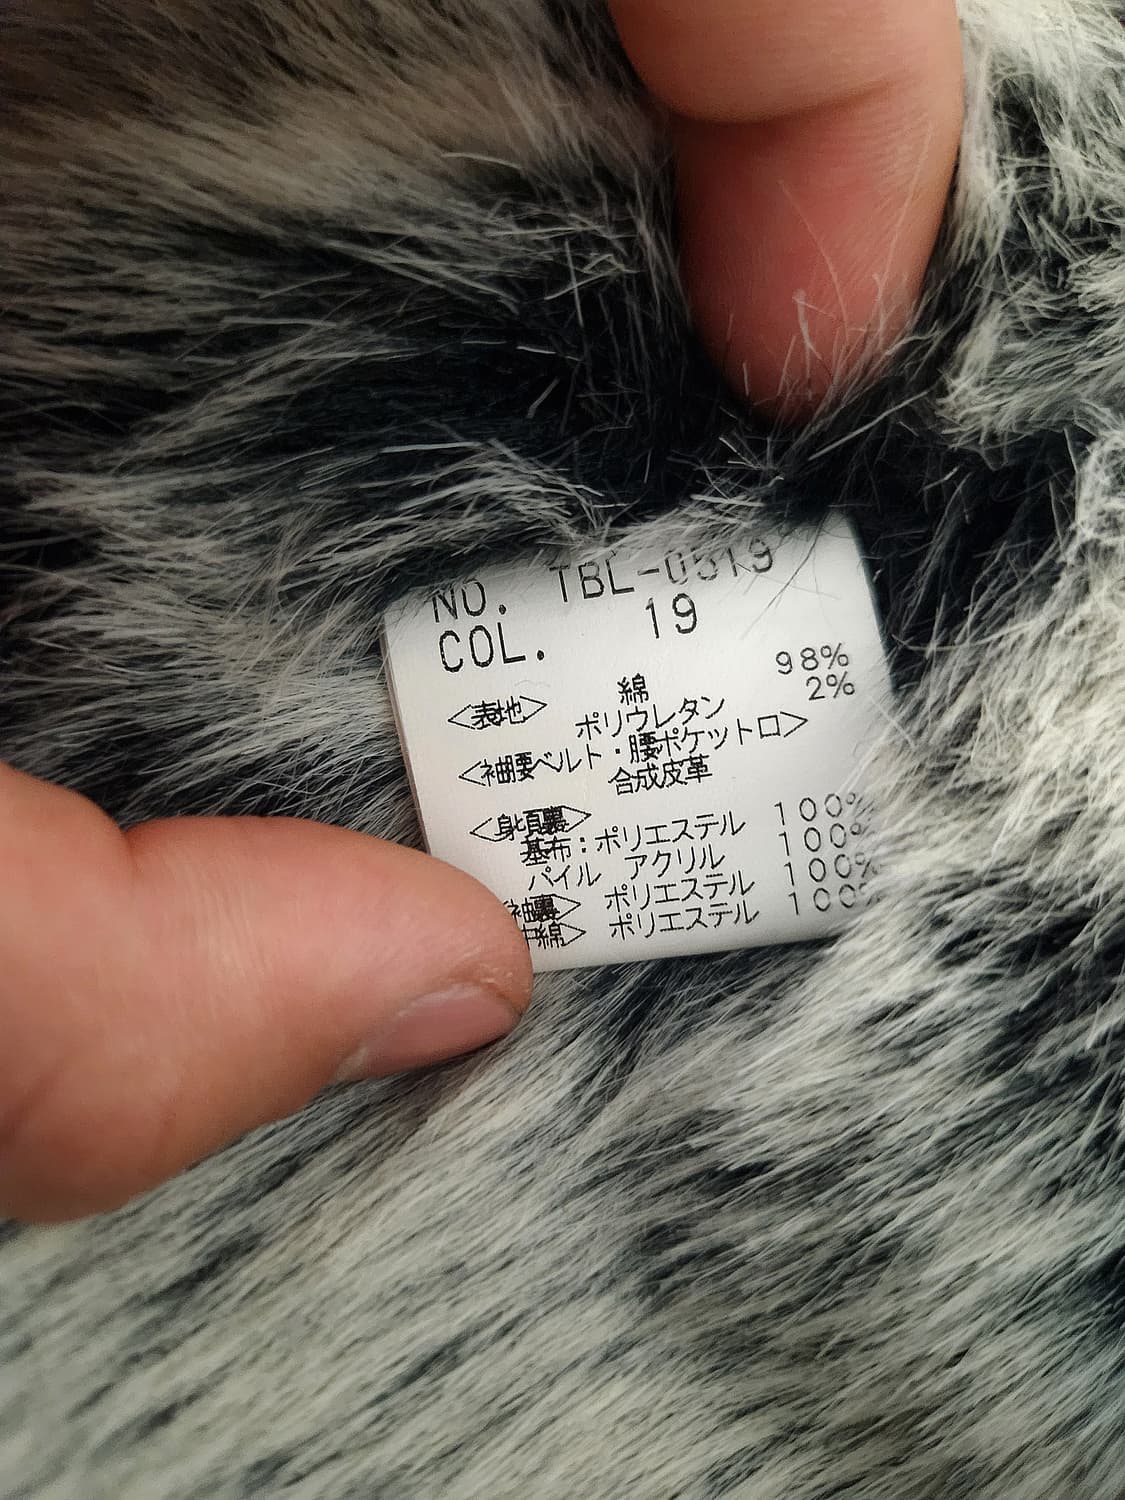 NO. TBL-0519
COL. 19
<表地> 綿 98%
ポリウレタン 2%
<袖腰ベルト・腰ポケット口>
合成皮革
<身頃裏>
基布:ポリエステル 100%
パイル アクリル 100%
<袖裏> ポリエステル 100%
中綿> ポリエステル 100%